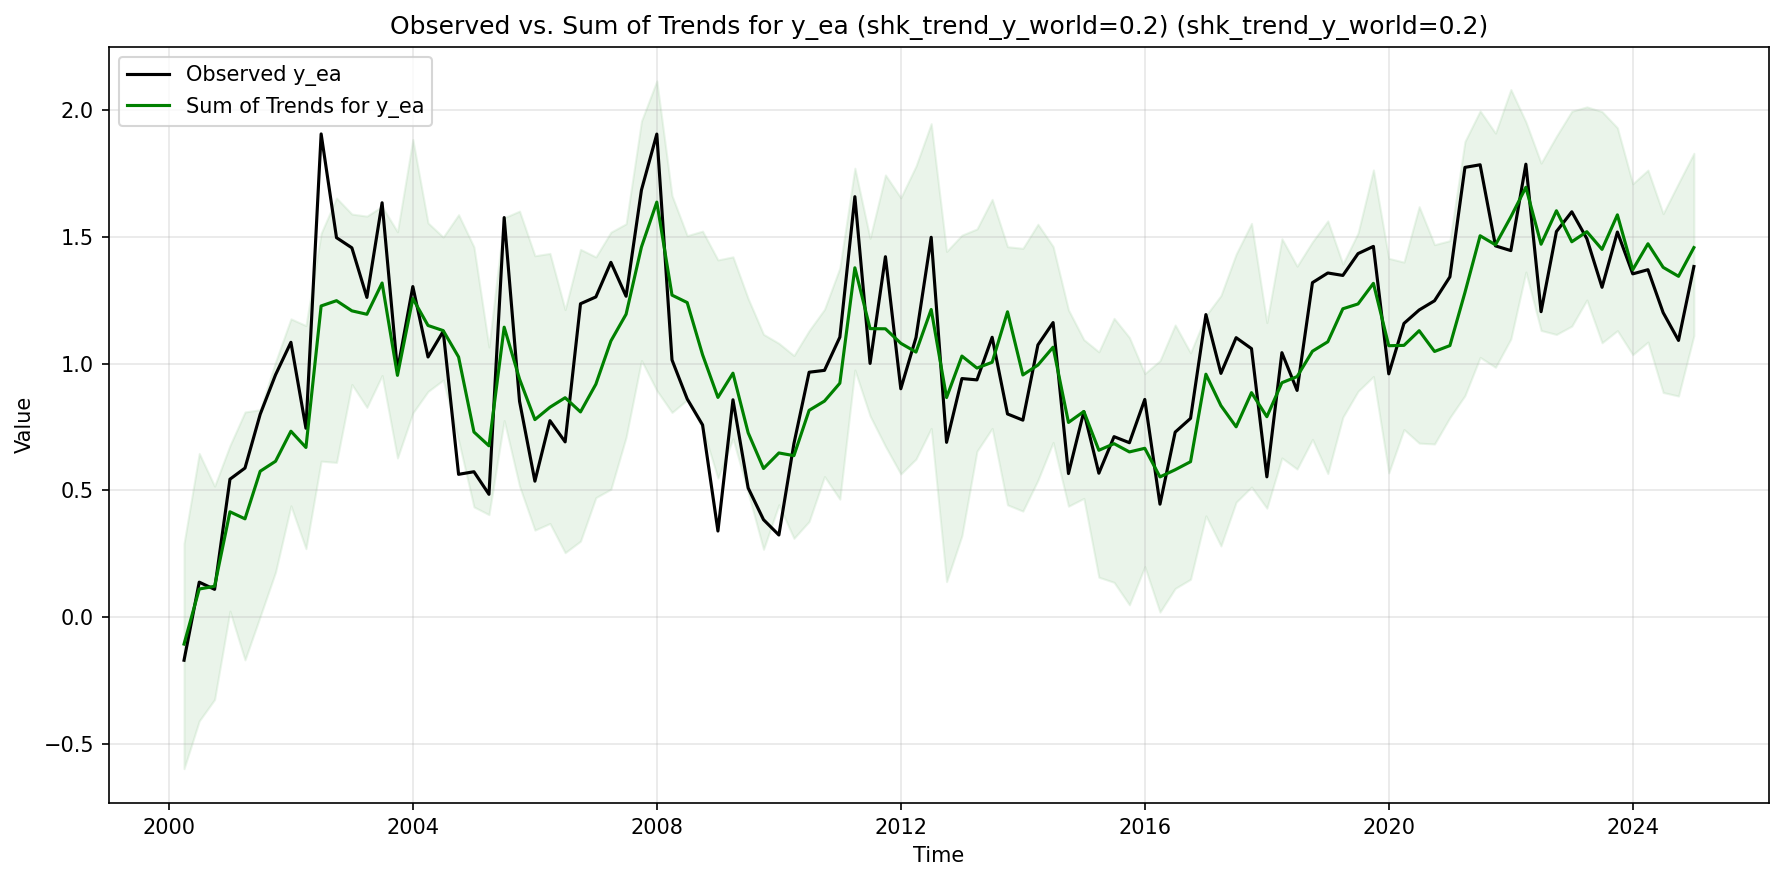 Observed vs. Sum of Trends for y_ea (shk_trend_y_world=0.2) (shk_trend_y_world=0.2)
Observed y_ea
Sum of Trends for y_ea
Value
2.0
1.5
1.0
0.5
0.0
−0.5
2000
2004
2008
2012
2016
2020
2024
Time